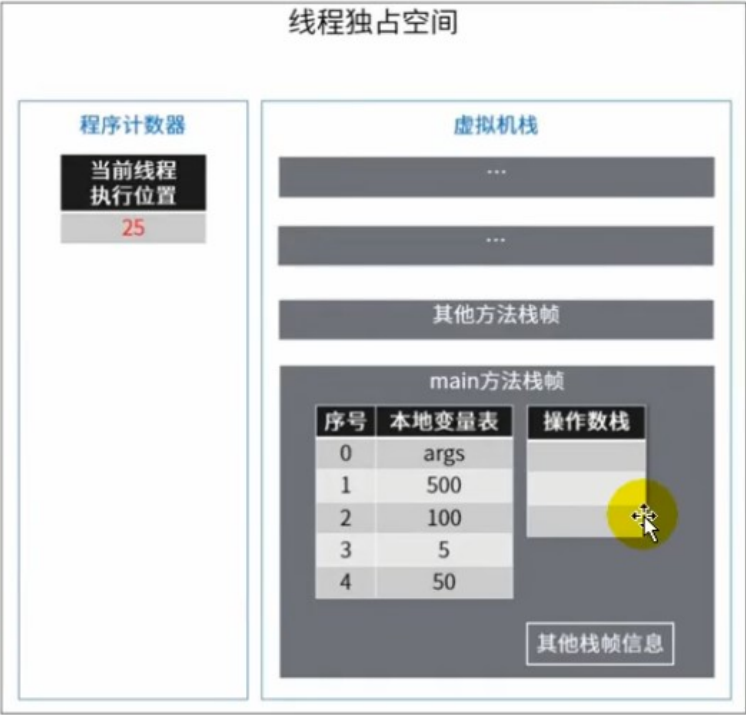 线程独占空间
程序计数器
当前线程
执行位置
25
虚拟机栈
...
...
其他方法栈帧
main方法栈帧
序号 本地变量表 操作数栈
0 args
1 500
2 100
3 5
4 50
其他栈帧信息